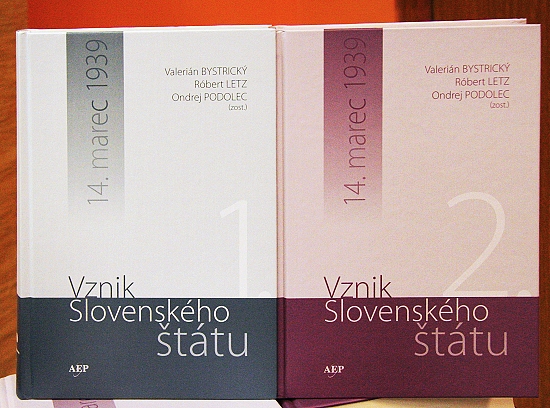 14. marec 1939
Valerián BYSTRICKÝ
Róbert LETZ
Ondrej PODOLEC
(zost.)
1.
Vznik
Slovenského
štátu
AEP
14. marec 1939
Valerián BYSTRICKÝ
Róbert LETZ
Ondrej PODOLEC
(zost.)
2.
Vznik
Slovenského
štátu
AEP